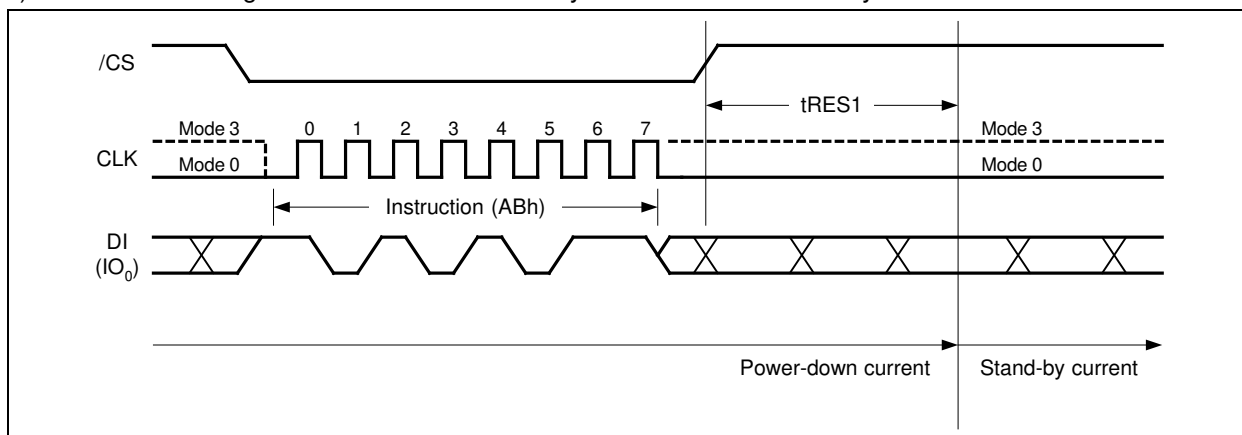 /CS
tRES1
Mode 3 0 1 2 3 4 5 6 7 Mode 3
CLK
Mode 0 Mode 0
Instruction (ABh)
DI
(IO0)
Power-down current Stand-by current